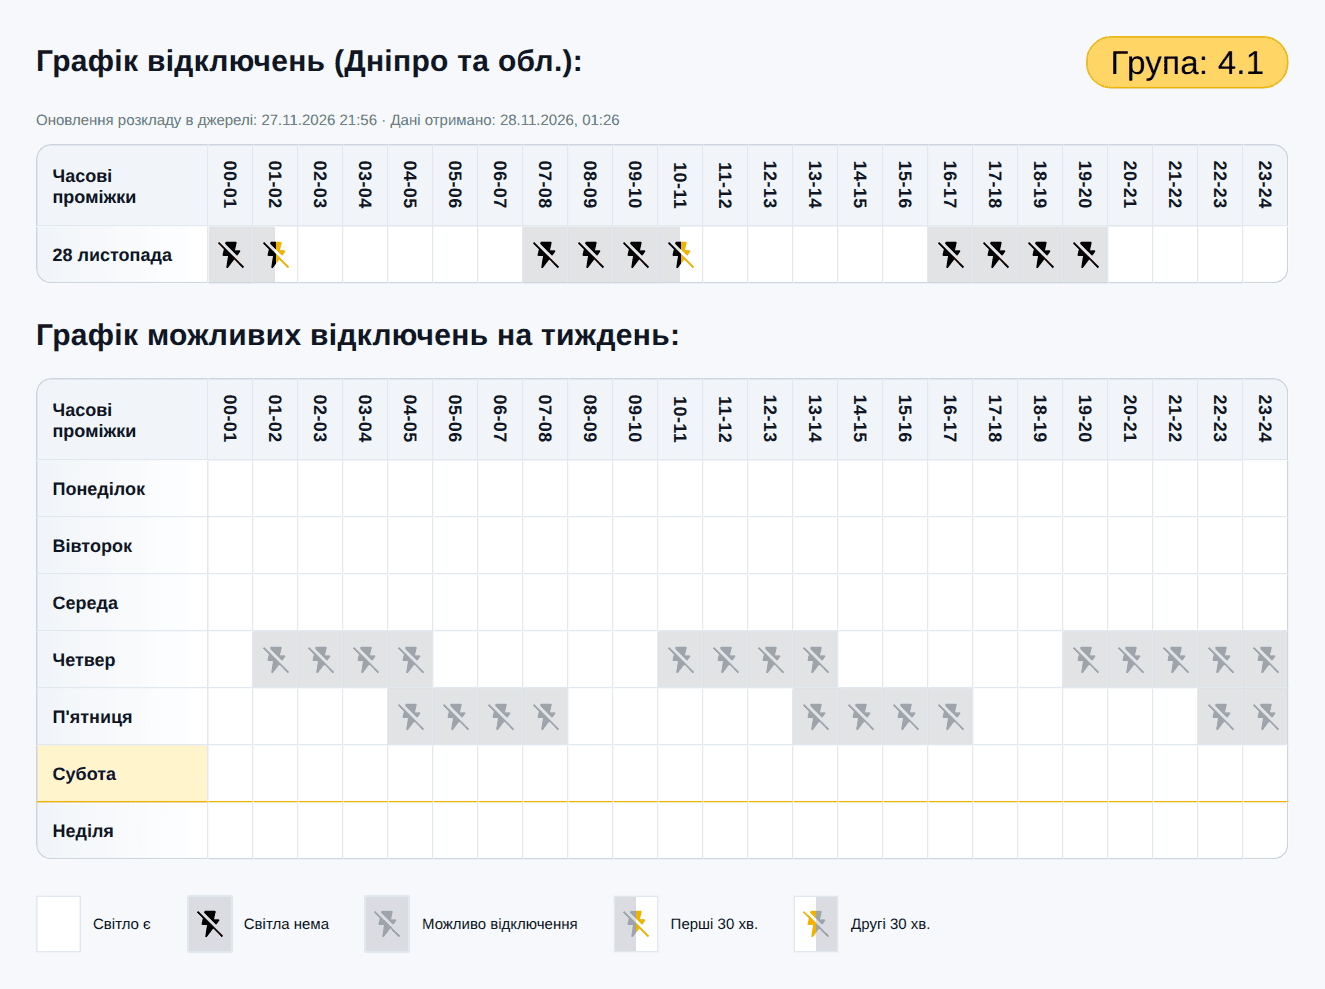 Графік відключень (Дніпро та обл.):
Група: 4.1
Оновлення розкладу в джерелі: 27.11.2026 21:56 · Дані отримано: 28.11.2026, 01:26
Часові проміжки 00-01 01-02 02-03 03-04 04-05 05-06 06-07 07-08 08-09 09-10 10-11 11-12 12-13 13-14 14-15 15-16 16-17 17-18 18-19 19-20 20-21 21-22 22-23 23-24
28 листопада
Графік можливих відключень на тиждень:
Часові проміжки 00-01 01-02 02-03 03-04 04-05 05-06 06-07 07-08 08-09 09-10 10-11 11-12 12-13 13-14 14-15 15-16 16-17 17-18 18-19 19-20 20-21 21-22 22-23 23-24
Понеділок
Вівторок
Середа
Четвер
П'ятниця
Субота
Неділя
Світло є Світла нема Можливо відключення Перші 30 хв. Другі 30 хв.